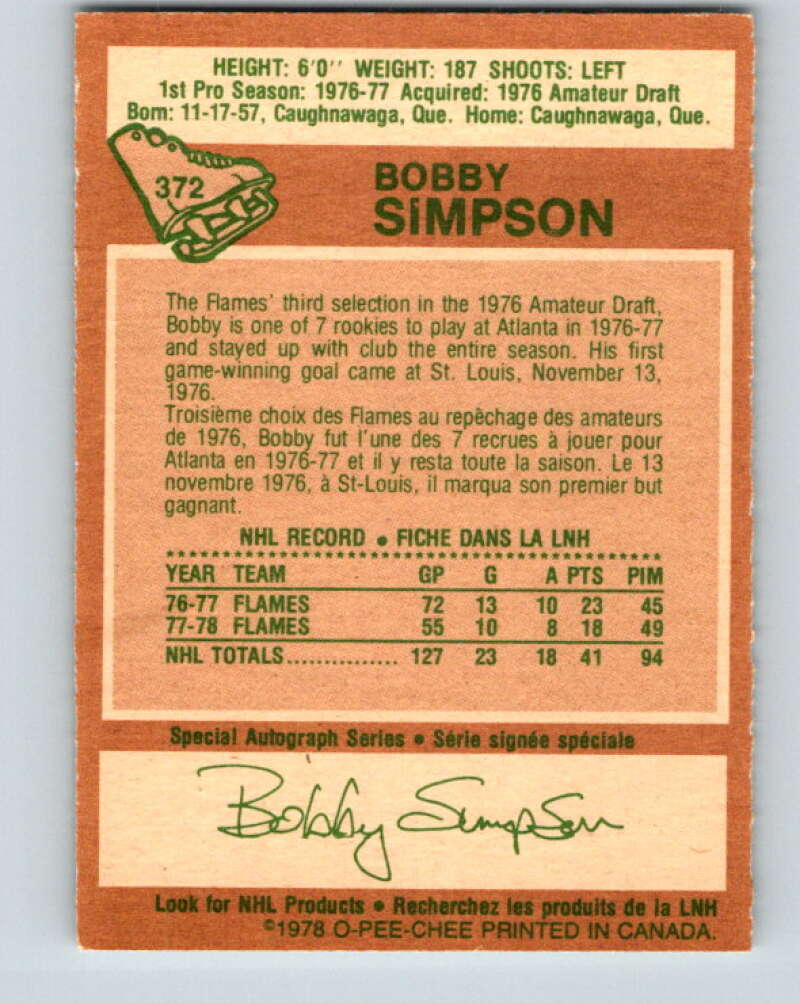 HEIGHT: 6'0'' WEIGHT: 187 SHOOTS: LEFT
1st Pro Season: 1976-77 Acquired: 1976 Amateur Draft
Born: 11-17-57, Caughnawaga, Que. Home: Caughnawaga, Que.
372
BOBBY
SiMPSON
The Flames' third selection in the 1976 Amateur Draft,
Bobby is one of 7 rookies to play at Atlanta in 1976-77
and stayed up with club the entire season. His first
game-winning goal came at St. Louis, November 13,
1976.
Troisième choix des Flames au repêchage des amateurs
de 1976, Bobby fut l'une des 7 recrues à jouer pour
Atlanta en 1976-77 et il y resta toute la saison. Le 13
novembre 1976, à St-Louis, il marqua son premier but
gagnant.
NHL RECORD • FICHE DANS LA LNH
YEAR TEAM GP G A PTS PIM
76-77 FLAMES 72 13 10 23 45
77-78 FLAMES 55 10 8 18 49
NHL TOTALS............... 127 23 18 41 94
Special Autograph Series • Série signée spéciale
Bobby Simpson
Look for NHL Products • Recherchez les produits de la LNH
©1978 O-PEE-CHEE PRINTED IN CANADA.